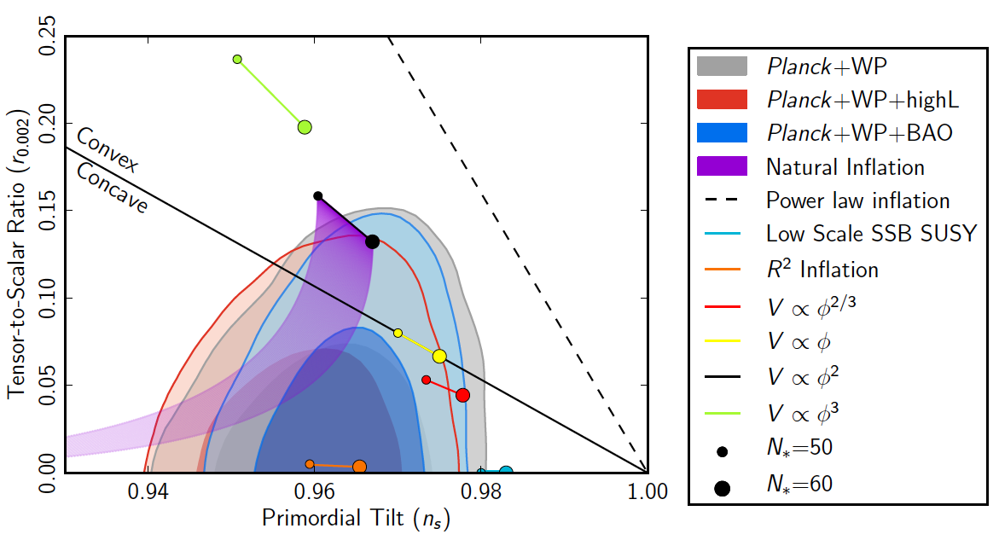 Tensor-to-Scalar Ratio (r₀.₀₀₂)
0.25
0.20
0.15
0.10
0.05
0.00
Convex
Concave
0.94
0.96
0.98
1.00
Primordial Tilt (nₛ)
Planck+WP
Planck+WP+highL
Planck+WP+BAO
Natural Inflation
Power law inflation
Low Scale SSB SUSY
R² Inflation
V ∝ ϕ^{2/3}
V ∝ ϕ
V ∝ ϕ²
V ∝ ϕ³
N∗=50
N∗=60